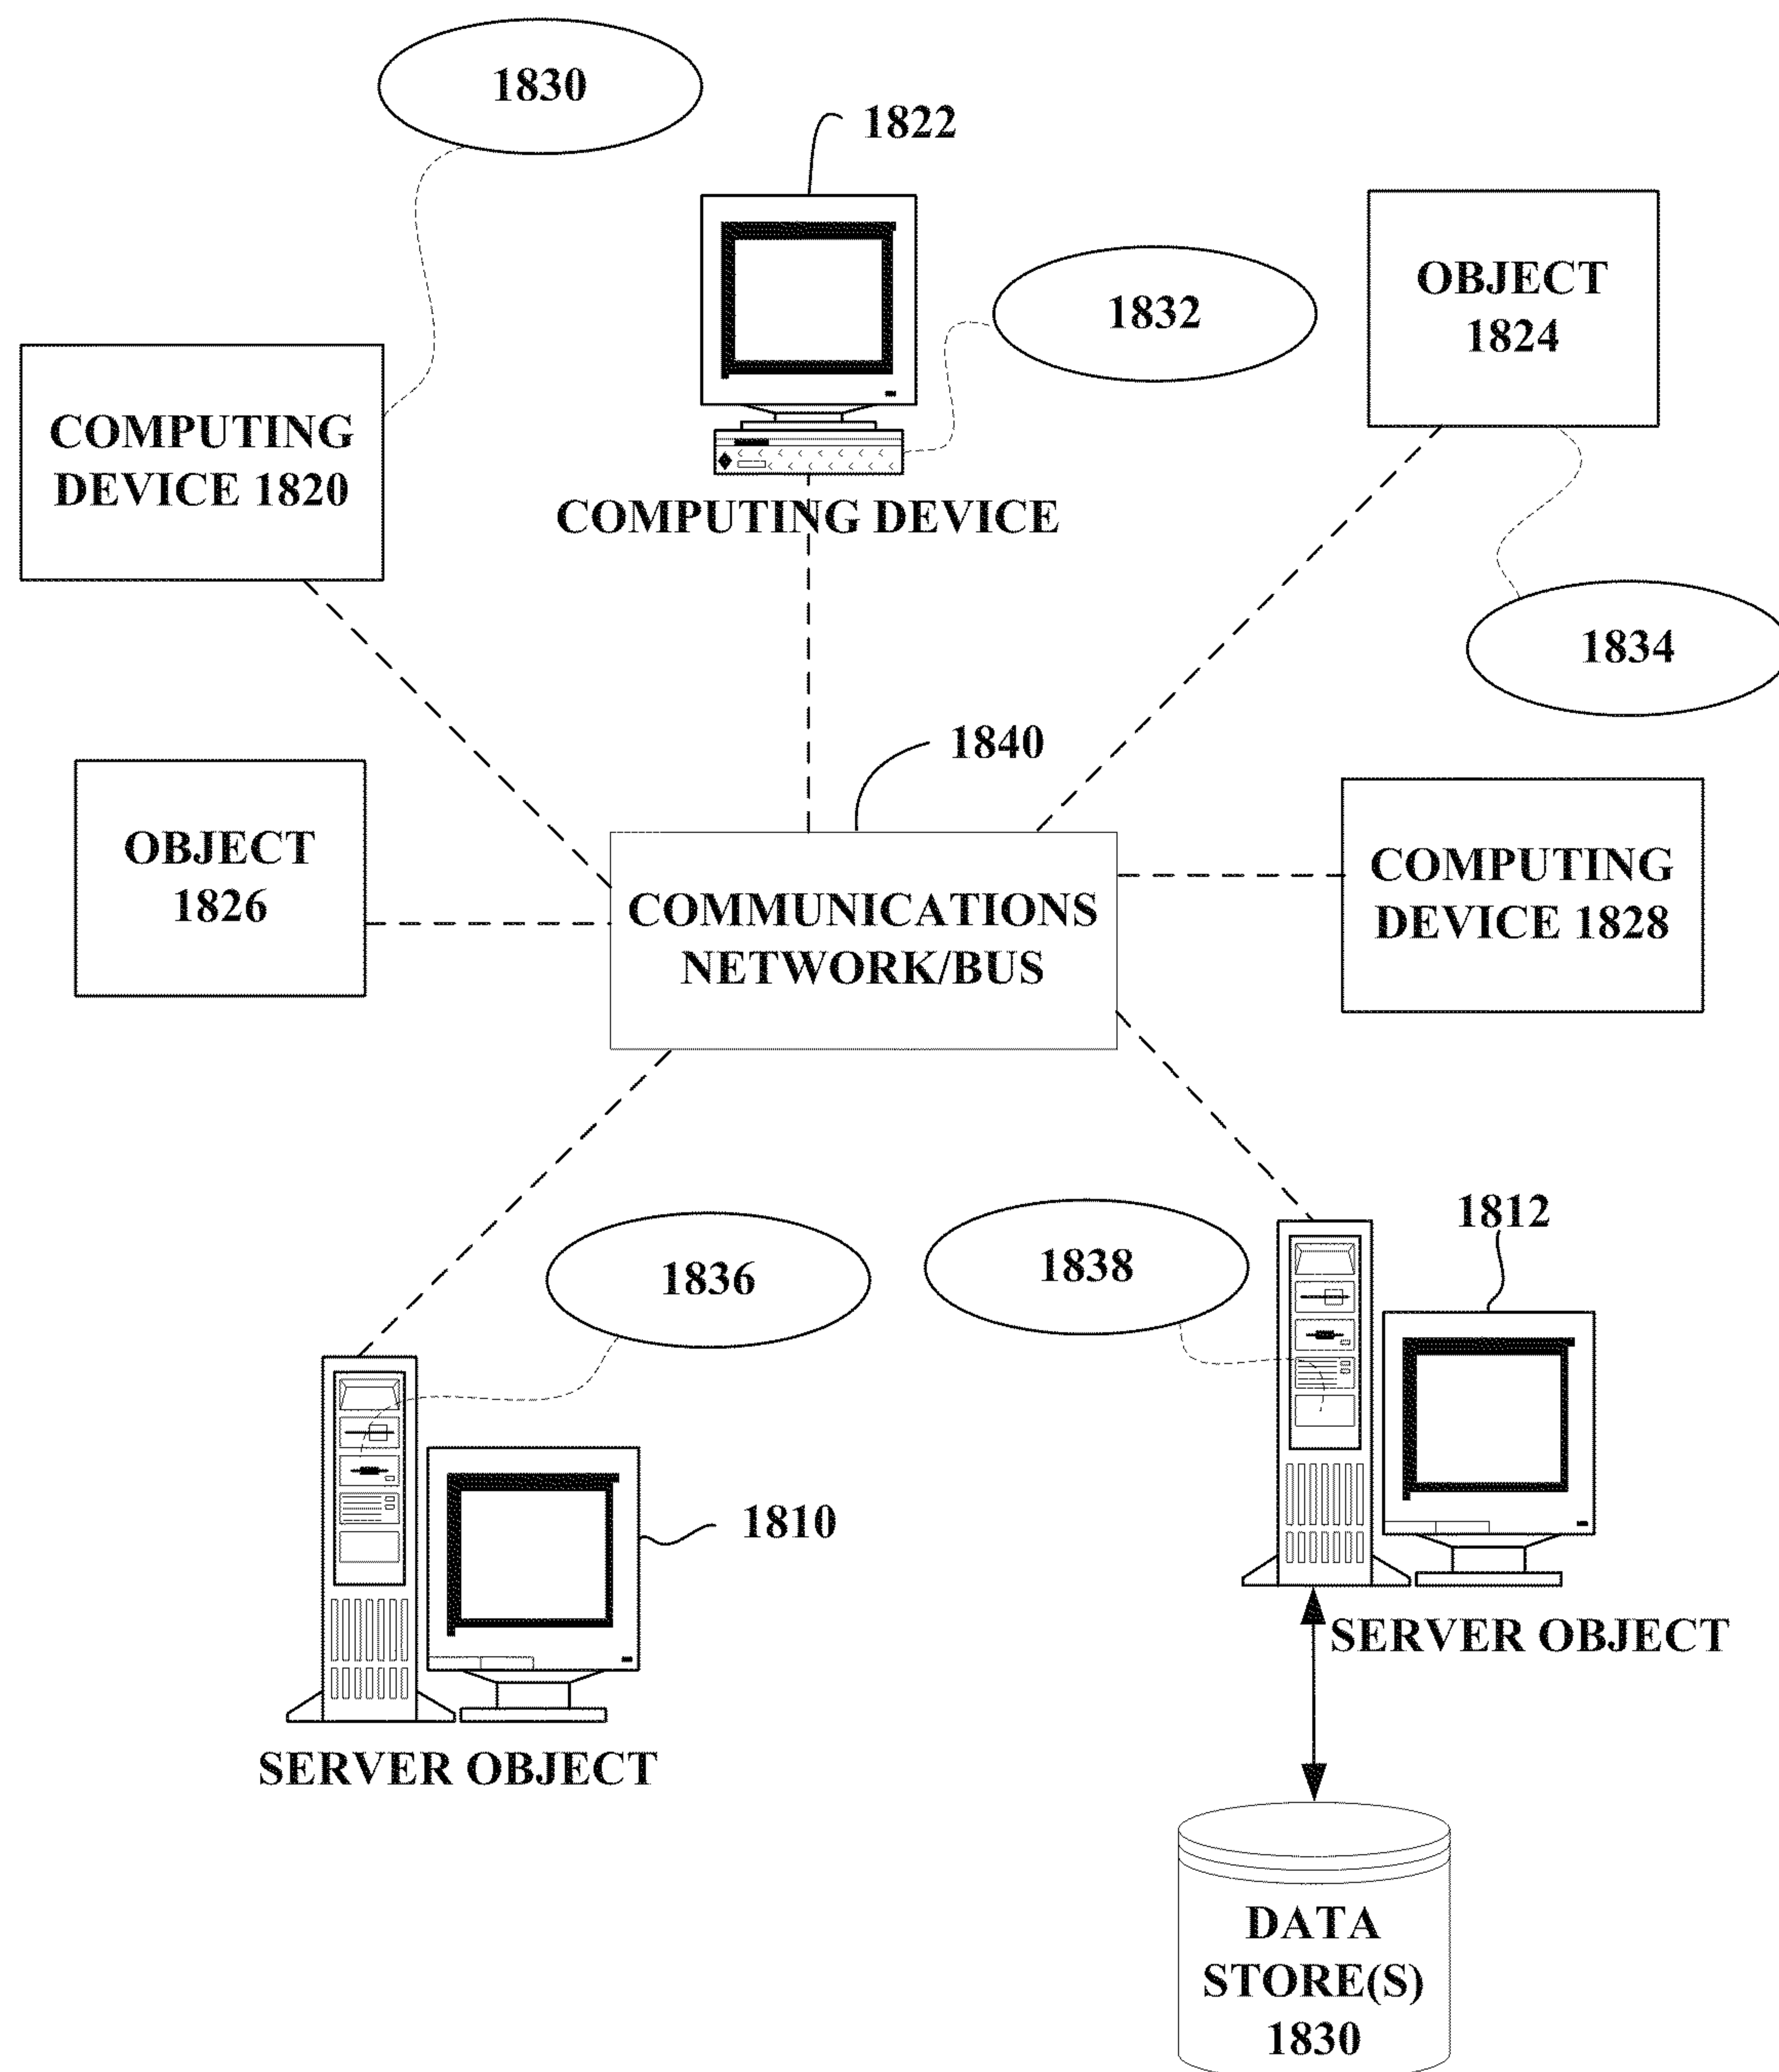 1830
1822
1832
OBJECT
1824
COMPUTING
DEVICE 1820
COMPUTING DEVICE
1834
1840
OBJECT
1826
COMMUNICATIONS
NETWORK/BUS
COMPUTING
DEVICE 1828
1836
1838
1812
1810
SERVER OBJECT
SERVER OBJECT
DATA
STORE(S)
1830